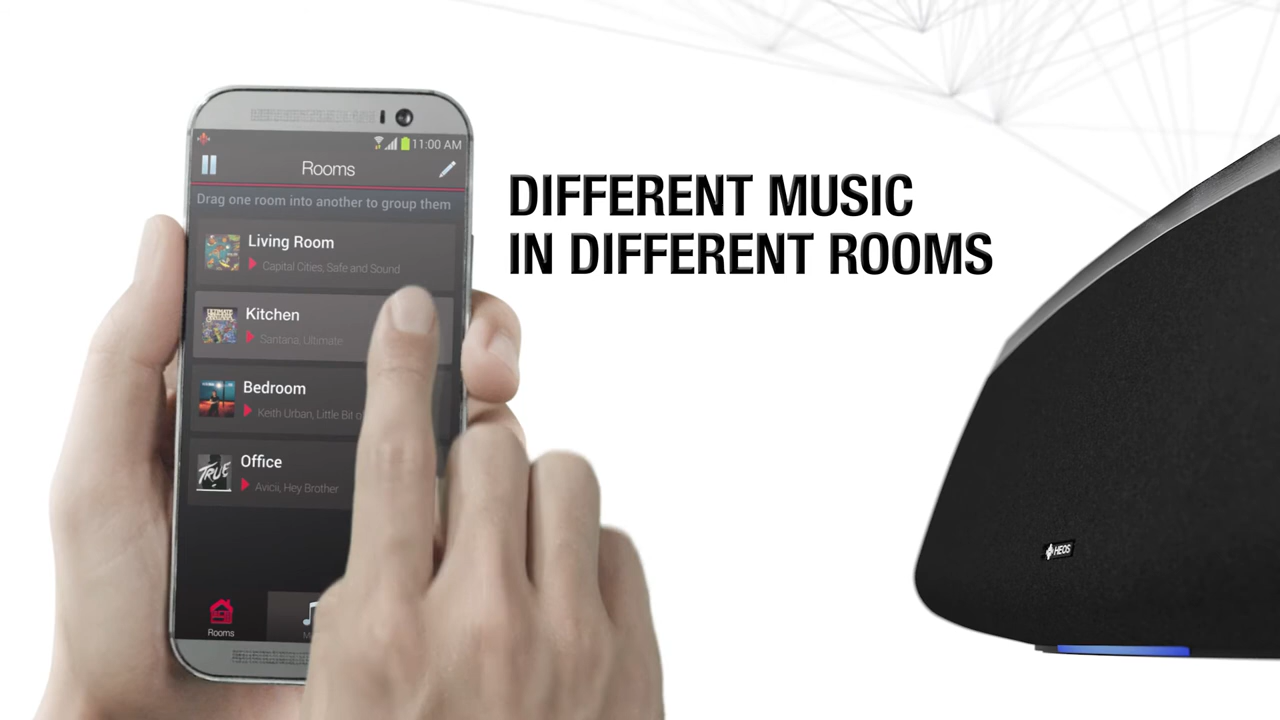 11:00 AM
Rooms
Drag one room into another to group them
Living Room
Capital Cities, Safe and Sound
Kitchen
Santana, Ultimate
Bedroom
Keith Urban, Little Bit o
Office
TRUE
Avicii, Hey Brother
Rooms
DIFFERENT MUSIC
IN DIFFERENT ROOMS
HEOS